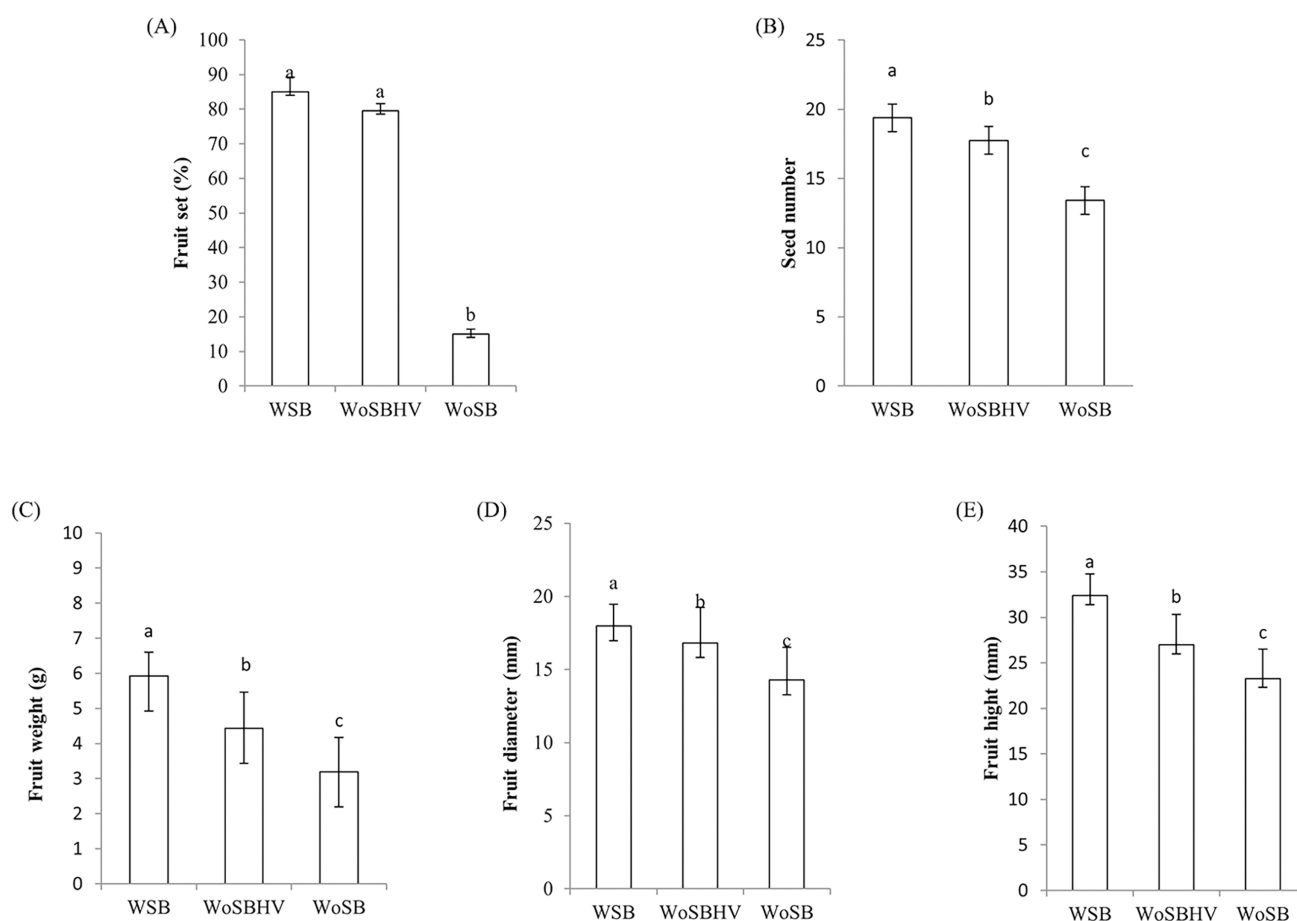 (A)
Fruit set (%)
100
90
80
70
60
50
40
30
20
10
0
a
a
b
WSB WoSBHV WoSB
(B)
Seed number
25
20
15
10
5
0
a
b
c
WSB WoSBHV WoSB
(C)
Fruit weight (g)
10
9
8
7
6
5
4
3
2
1
0
a
b
c
WSB WoSBHV WoSB
(D)
Fruit diameter (mm)
25
20
15
10
5
0
a
b
c
WSB WoSBHV WoSB
(E)
Fruit hight (mm)
40
35
30
25
20
15
10
5
0
a
b
c
WSB WoSBHV WoSB